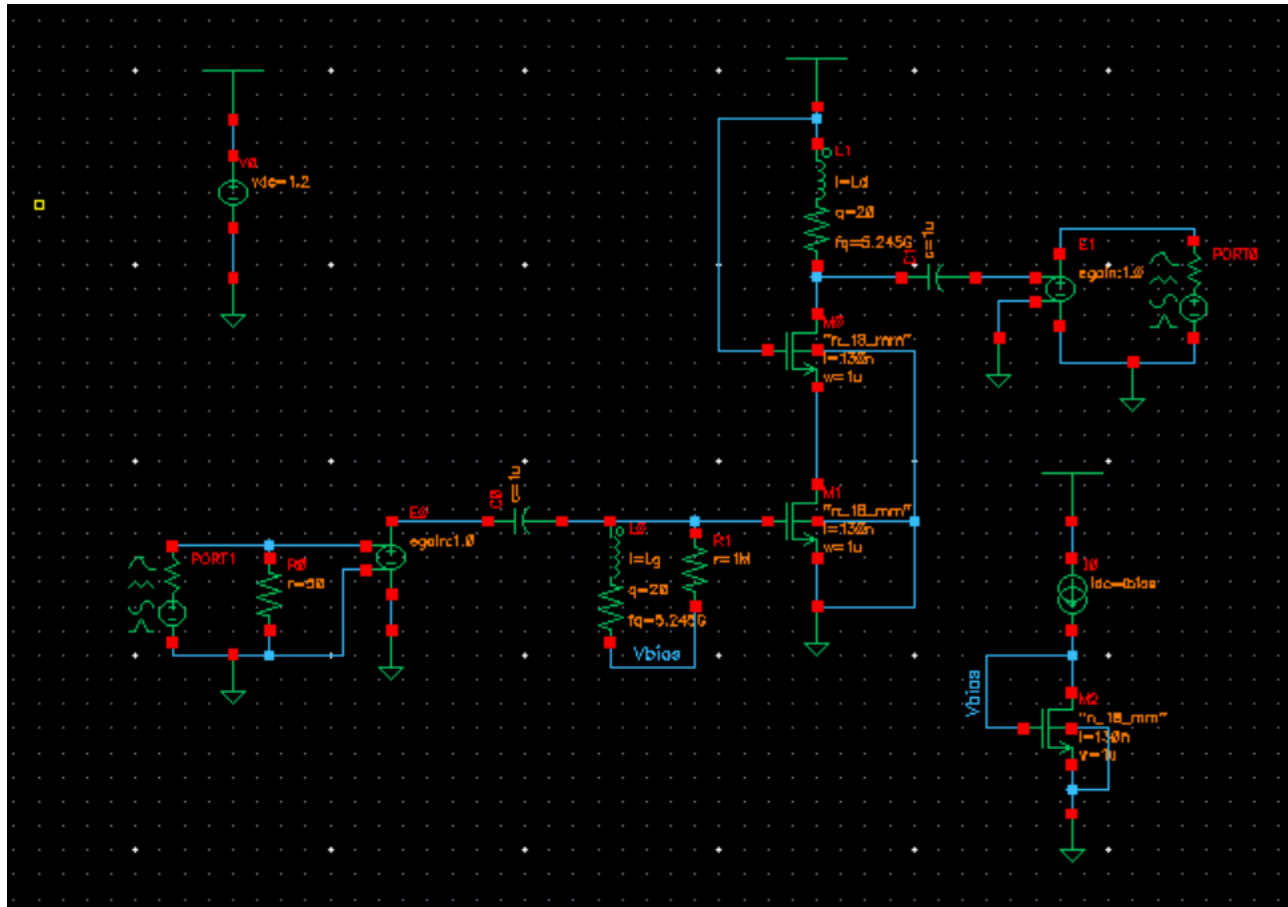 V0
vdc=1.2
L1
l=Ld
q=20
fq=5.245G
C1
c=1u
E1
egain:1.0
PORT0
M0
"n_18_mm"
l=130n
w=1u
C0
c=1u
E0
egain:1.0
PORT1
R0
r=50
L0
l=Lg
q=20
fq=5.245G
R1
Vbias
M1
"n_18_mm"
l=130n
w=1u
I0
idc=Ibias
Vbias
M2
"n_18_mm"
l=130n
w=1u